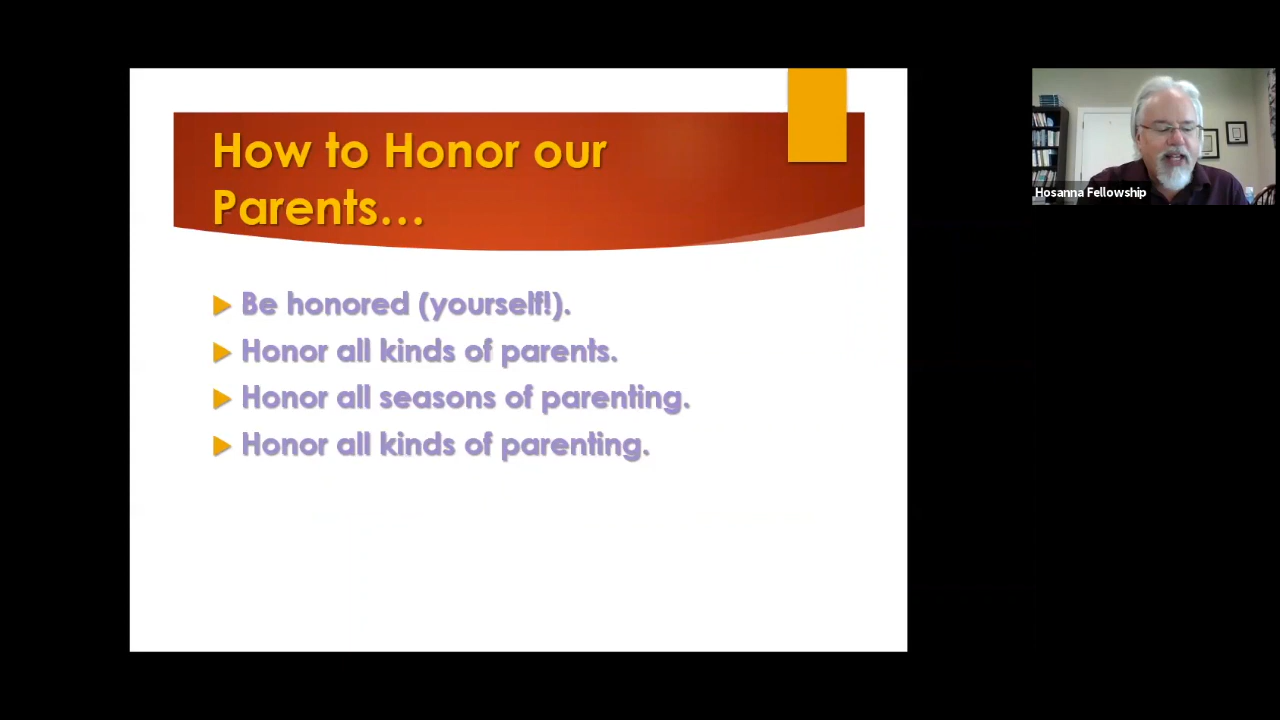 How to Honor our
Parents…
Be honored (yourself!).
Honor all kinds of parents.
Honor all seasons of parenting.
Honor all kinds of parenting.
Hosanna Fellowship